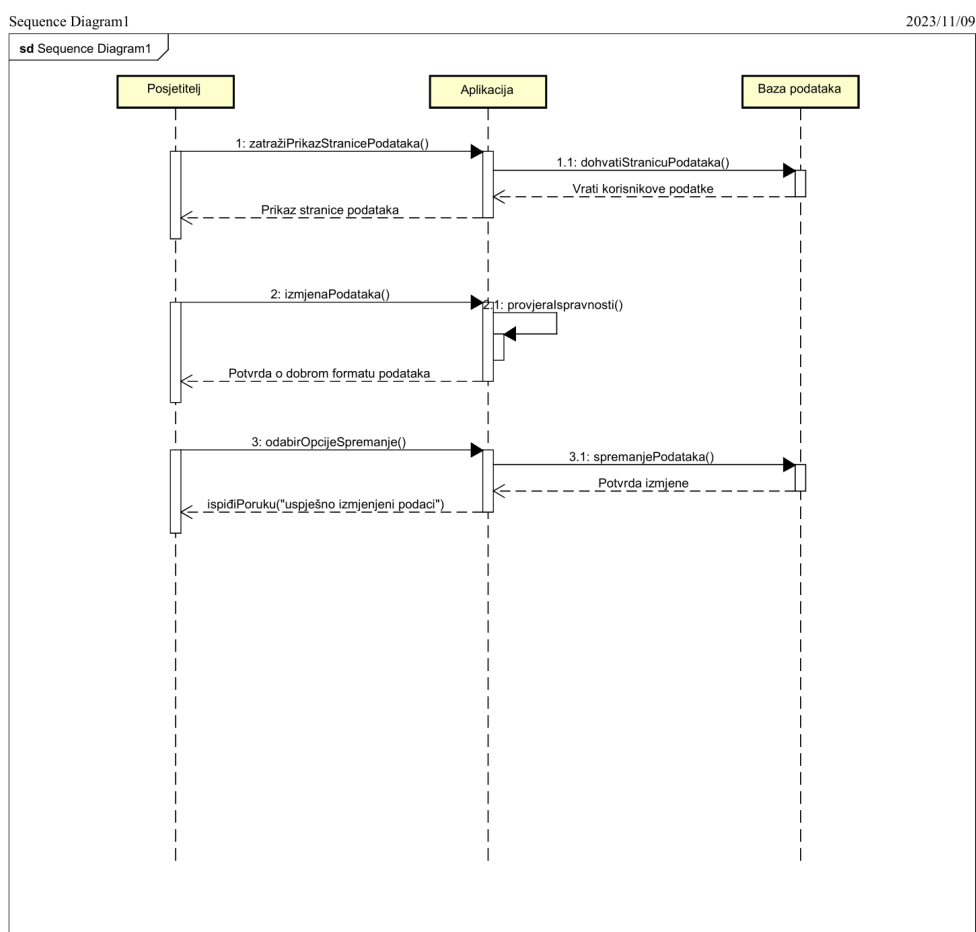 Sequence Diagram1
2023/11/09
sd Sequence Diagram1
Posjetitelj
Aplikacija
Baza podataka
1: zatražiPrikazStranicePodataka()
1.1: dohvatiStranicuPodataka()
Vrati korisnikove podatke
Prikaz stranice podataka
2: izmjenaPodataka()
2.1: provjeraIspravnosti()
Potvrda o dobrom formatu podataka
3: odabirOpcijeSpremanje()
3.1: spremanjePodataka()
Potvrda izmjene
ispiđiPoruku("uspješno izmjenjeni podaci")